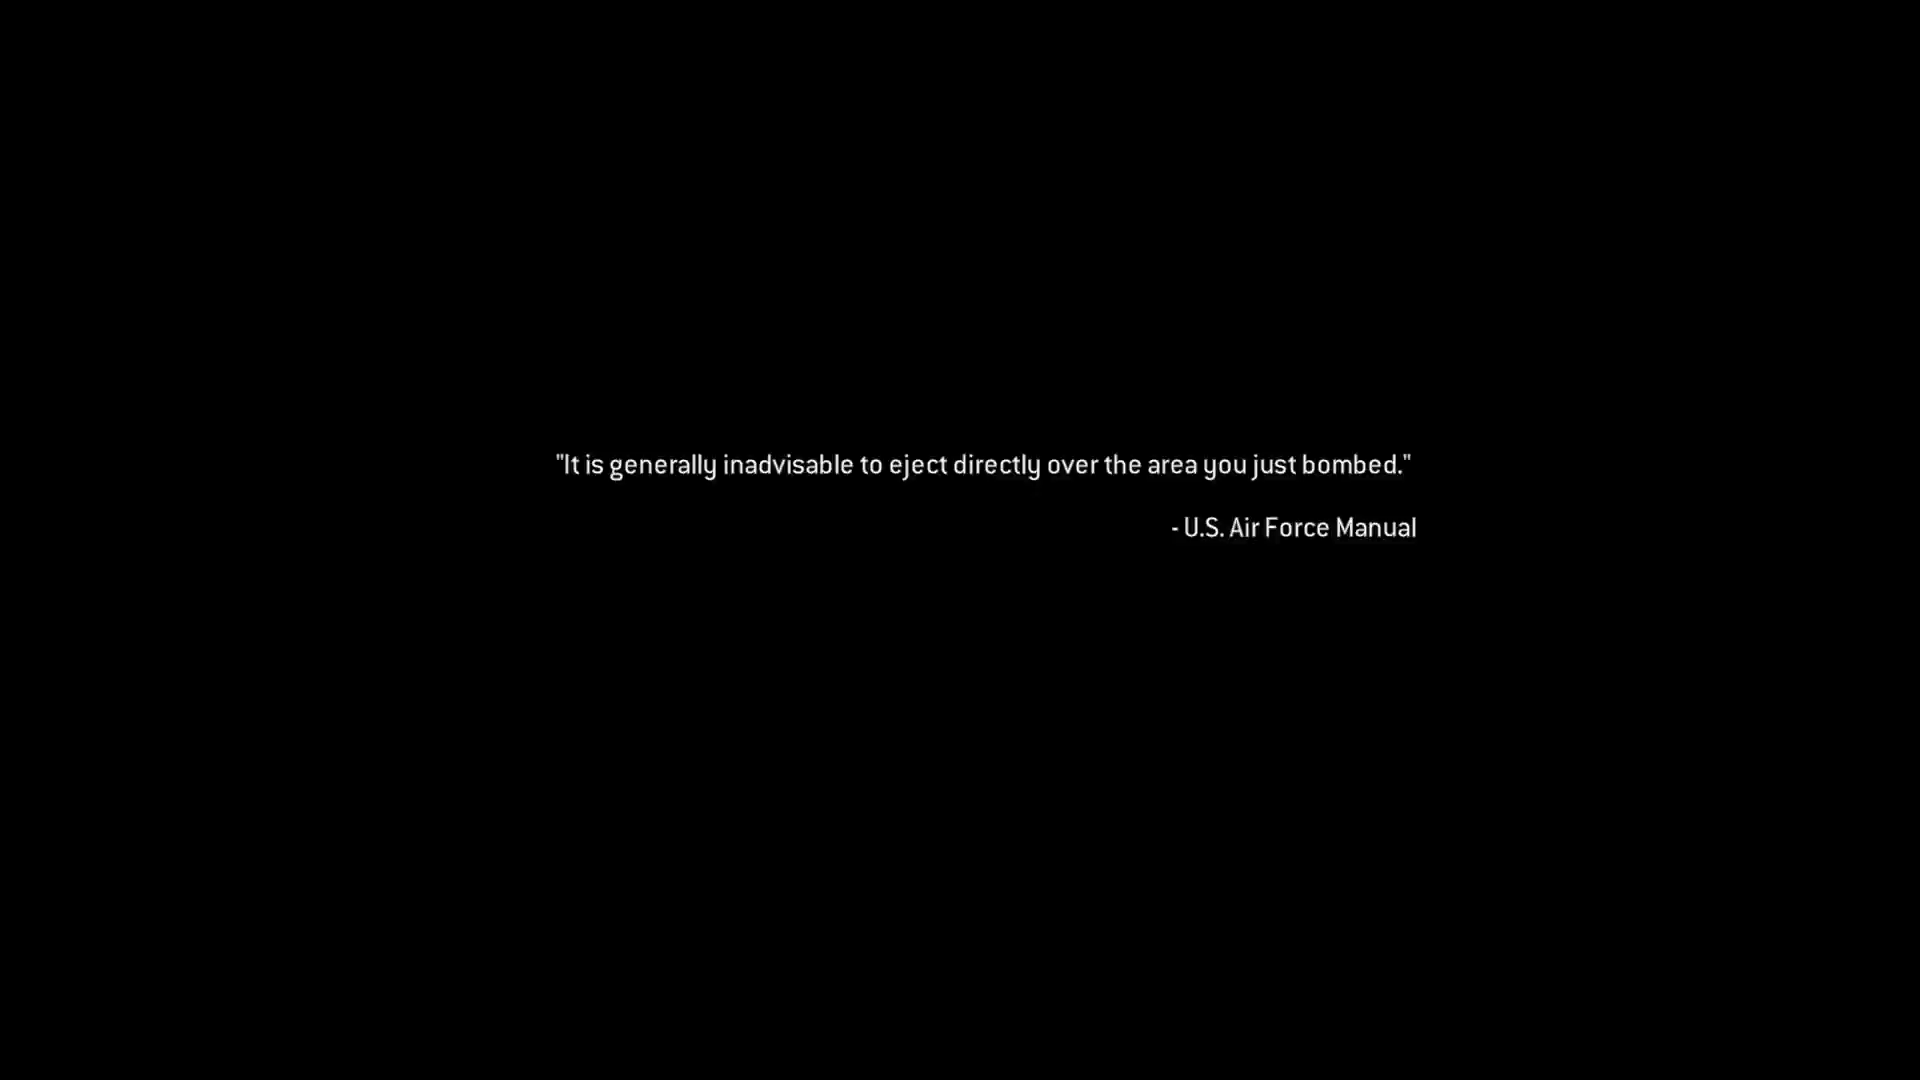 "It is generally inadvisable to eject directly over the area you just bombed."
- U.S. Air Force Manual